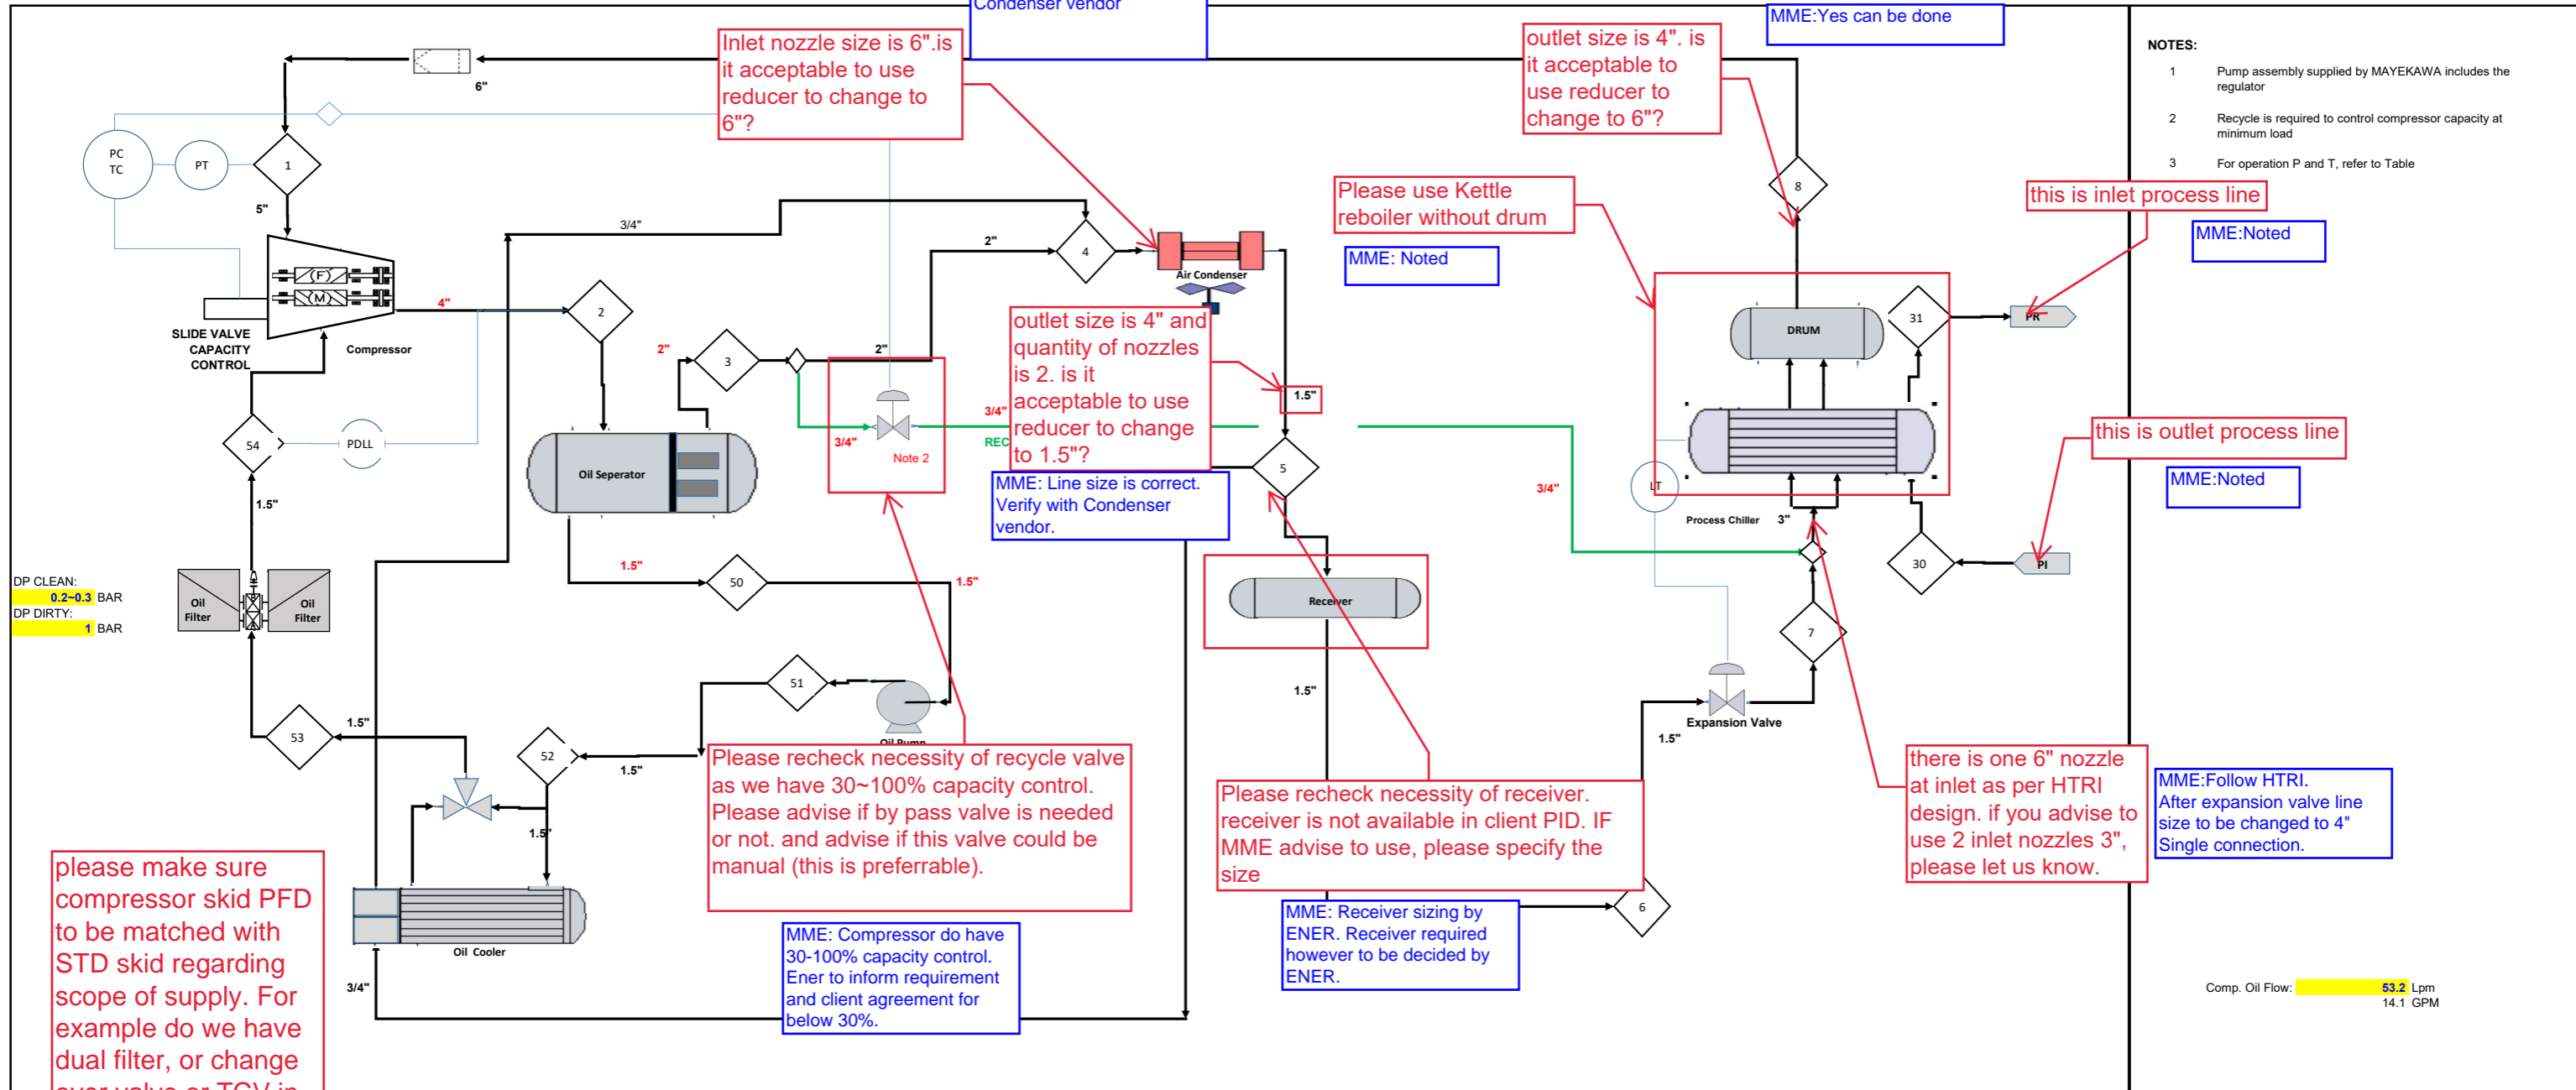 Condenser vendor
MME:Yes can be done
NOTES:
1 Pump assembly supplied by MAYEKAWA includes the
regulator
2 Recycle is required to control compressor capacity at
minimum load
3 For operation P and T, refer to Table
Inlet nozzle size is 6".is
it acceptable to use
reducer to change to
6"?
outlet size is 4". is
it acceptable to
use reducer to
change to 6"?
6"
PC
TC
PT
1
5"
3/4"
2"
4
Air Condenser
Please use Kettle
reboiler without drum
MME: Noted
8
this is inlet process line
MME:Noted
(F)
(M)
4"
2
SLIDE VALVE
CAPACITY
CONTROL
Compressor
2"
3
2"
outlet size is 4" and
quantity of nozzles
is 2. is it
acceptable to use
reducer to change
to 1.5"?
1.5"
DRUM
31
PR
54
PDLL
Oil Seperator
3/4"
Note 2
3/4"
REC
5
MME: Line size is correct.
Verify with Condenser
vendor.
3/4"
LT
Process Chiller
3"
this is outlet process line
MME:Noted
1.5"
1.5"
50
1.5"
30
PI
DP CLEAN:
0.2~0.3 BAR
DP DIRTY:
1 BAR
Oil
Filter
Oil
Filter
Receiver
7
51
1.5"
Oil Pump
Expansion Valve
1.5"
53
1.5"
52
1.5"
1.5"
Please recheck necessity of recycle valve
as we have 30~100% capacity control.
Please advise if by pass valve is needed
or not. and advise if this valve could be
manual (this is preferrable).
Please recheck necessity of receiver.
receiver is not available in client PID. IF
MME advise to use, please specify the
size
there is one 6" nozzle
at inlet as per HTRI
design. if you advise to
use 2 inlet nozzles 3",
please let us know.
MME:Follow HTRI.
After expansion valve line
size to be changed to 4"
Single connection.
please make sure
compressor skid PFD
to be matched with
STD skid regarding
scope of supply. For
example do we have
dual filter, or change
over valve or TCV in
Oil Cooler
3/4"
MME: Compressor do have
30-100% capacity control.
Ener to inform requirement
and client agreement for
below 30%.
MME: Receiver sizing by
ENER. Receiver required
however to be decided by
ENER.
6
Comp. Oil Flow: 53.2 Lpm
14.1 GPM